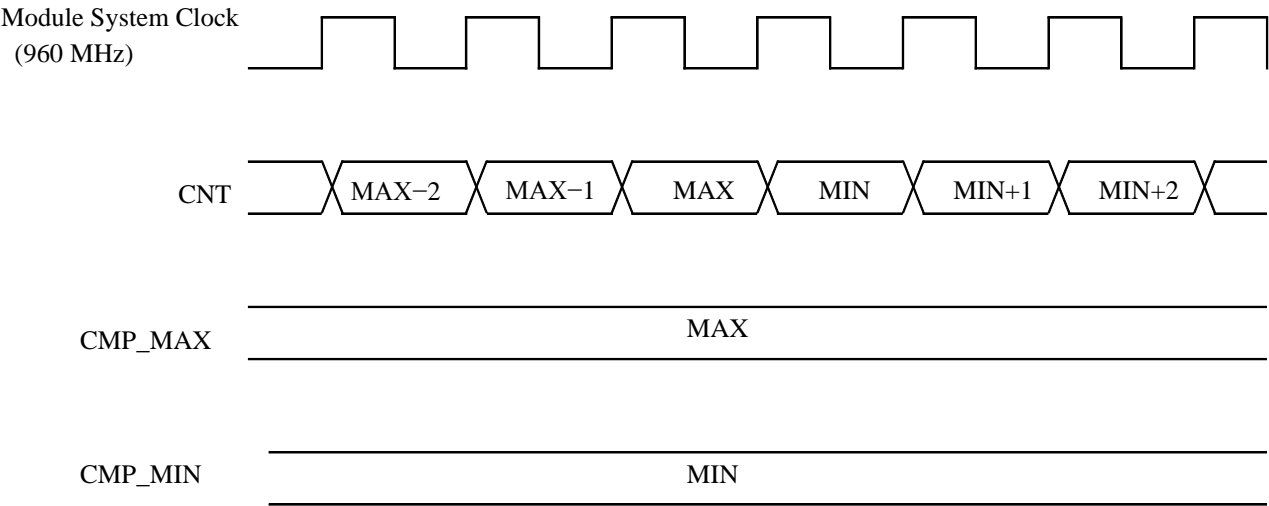 Module System Clock
(960 MHz)
CNT
MAX−2 MAX−1 MAX MIN MIN+1 MIN+2
CMP_MAX
MAX
CMP_MIN
MIN